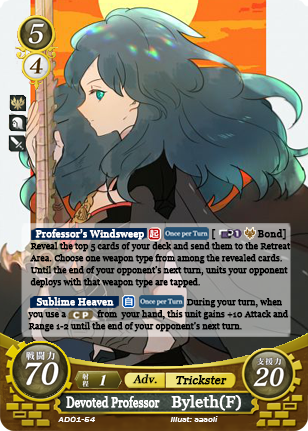 5
4
Professor's Windsweep 起 Once per Turn [ 1 Bond]
Reveal the top 5 cards of your deck and send them to the Retreat
Area. Choose one weapon type from among the revealed cards.
Until the end of your opponent's next turn, units your opponent
deploys with that weapon type are tapped.
Sublime Heaven 自 Once per Turn During your turn, when
you use a CP from your hand, this unit gains +10 Attack and
Range 1-2 until the end of your opponent's next turn.
戦闘力
70
射程 1
Adv.
Trickster
支援力
20
Devoted Professor Byleth(F)
AD01-64
Illust: aaaoli